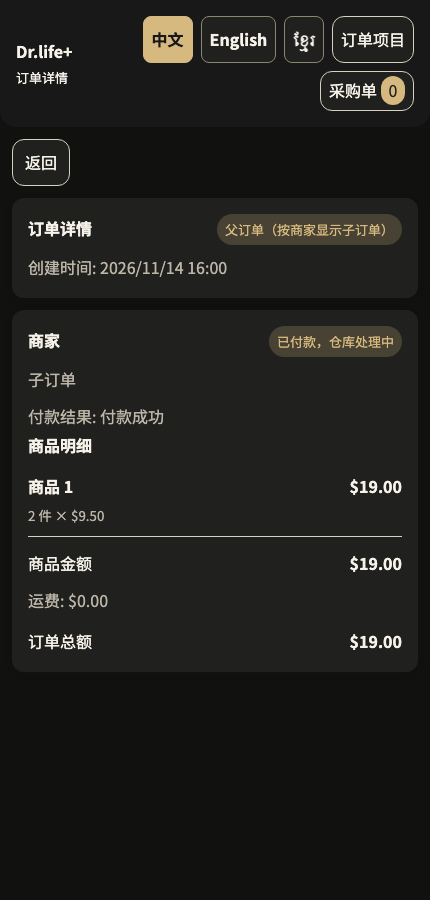 Dr.life+
订单详情
中文
English
ខ្មែរ
订单项目
采购单 0
返回
订单详情
父订单（按商家显示子订单）
创建时间: 2026/11/14 16:00
商家
已付款，仓库处理中
子订单
付款结果: 付款成功
商品明细
商品 1 $19.00
2 件 × $9.50
商品金额 $19.00
运费: $0.00
订单总额 $19.00